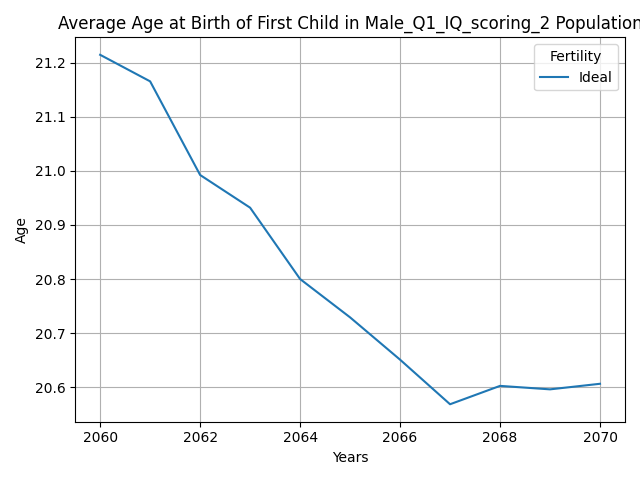 Average Age at Birth of First Child in Male_Q1_IQ_scoring_2 Population
Fertility
Ideal
21.2
21.1
21.0
20.9
20.8
20.7
20.6
Age
2060 2062 2064 2066 2068 2070
Years